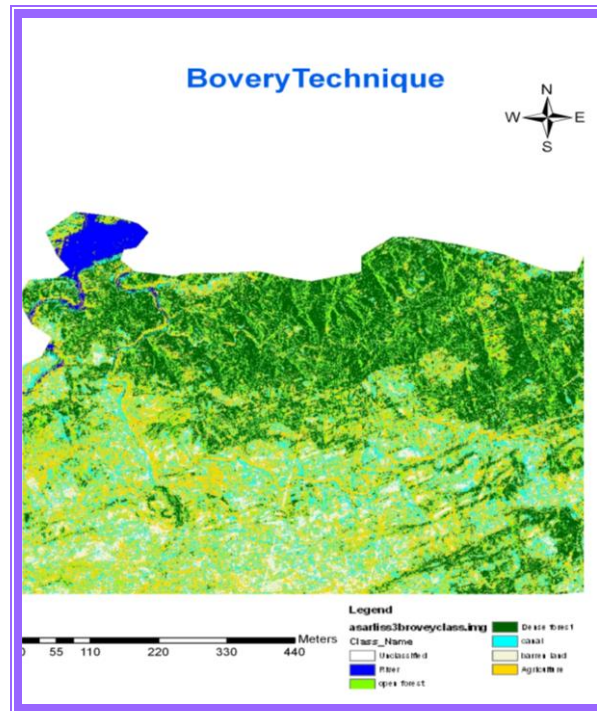 BoveryTechnique
N
W E
S
Legend
asarliss3broveyclass.img
Class_Name
Unclassified
River
open forest
Dense forest
canal
barren land
Agriculture
Meters
0 55 110 220 330 440